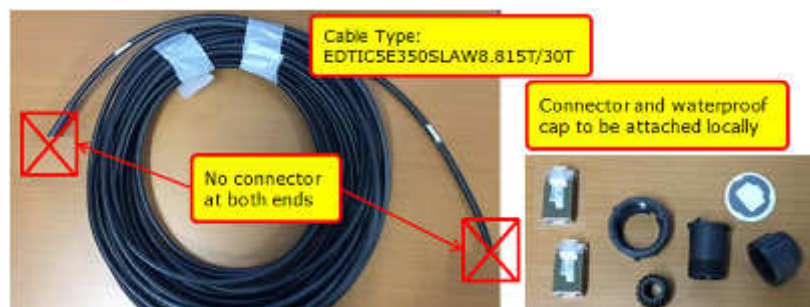 Cable Type:
EDTIC5E350SLAW8.815T/30T
Connector and waterproof
cap to be attached locally
No connector
at both ends